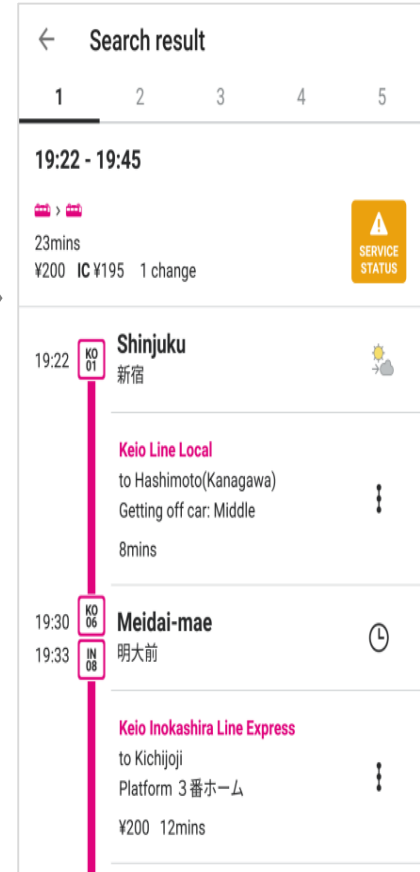 Search result
1 2 3 4 5
19:22 - 19:45
23mins
¥200 IC ¥195 1 change
SERVICE
STATUS
19:22
KO
01
Shinjuku
新宿
Keio Line Local
to Hashimoto(Kanagawa)
Getting off car: Middle
8mins
19:30
KO
06
Meidai-mae
19:33
IN
08
明大前
Keio Inokashira Line Express
to Kichijoji
Platform 3番ホーム
¥200 12mins